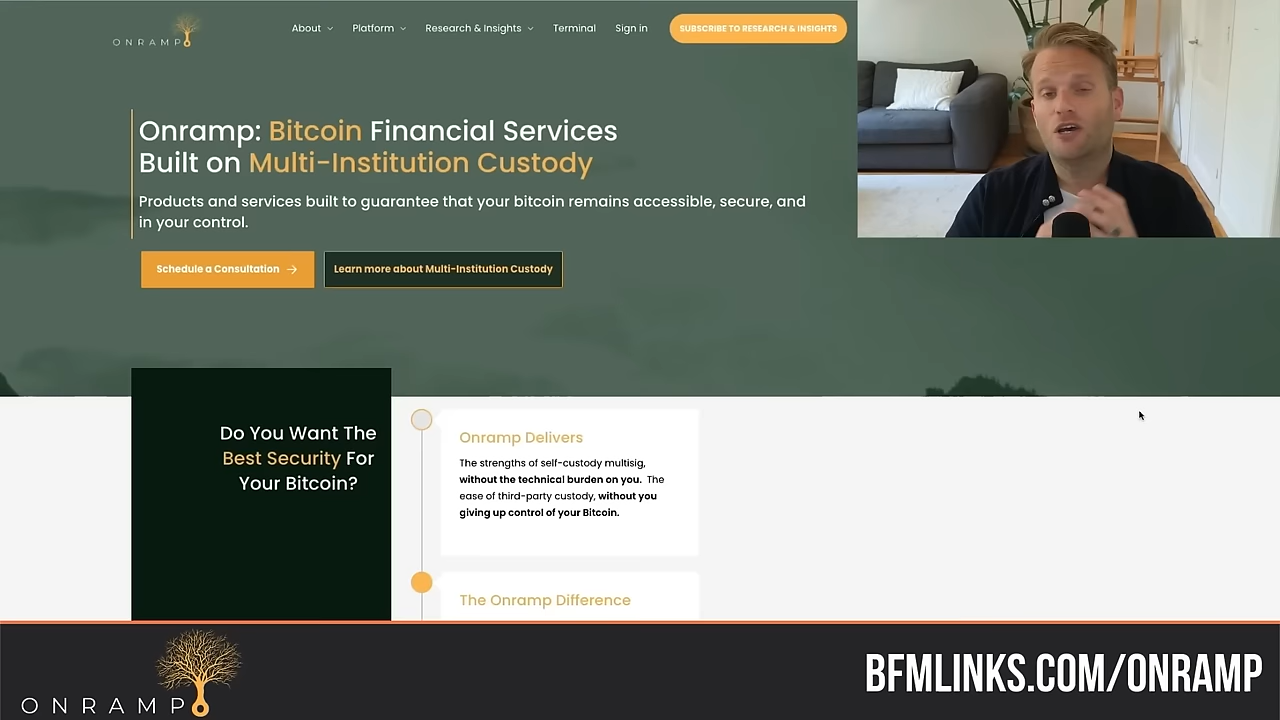 ONRAMP
About
Platform
Research & Insights
Terminal
Sign in
SUBSCRIBE TO RESEARCH & INSIGHTS
Onramp: Bitcoin Financial Services
Built on Multi-Institution Custody
Products and services built to guarantee that your bitcoin remains accessible, secure, and
in your control.
Schedule a Consultation
Learn more about Multi-Institution Custody
Do You Want The
Best Security For
Your Bitcoin?
Onramp Delivers
The strengths of self-custody multisig,
without the technical burden on you. The
ease of third-party custody, without you
giving up control of your Bitcoin.
The Onramp Difference
ONRAMP
BFMLINKS.COM/ONRAMP